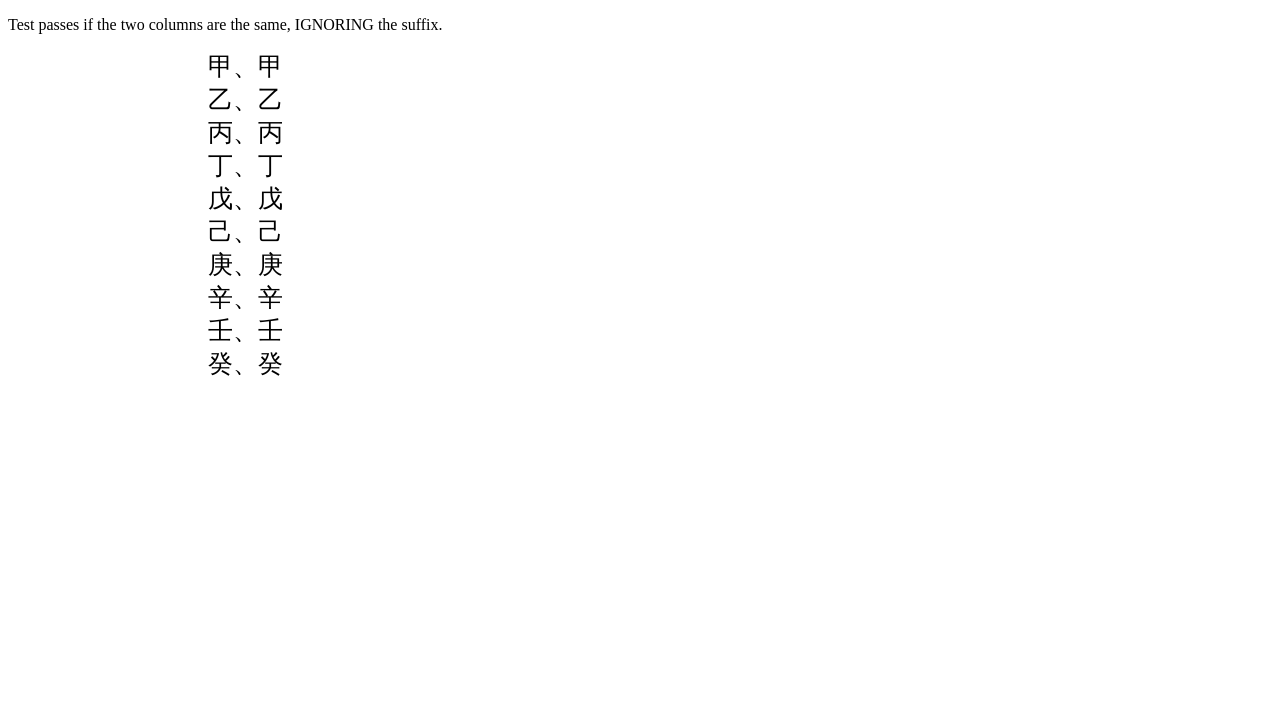 Test passes if the two columns are the same, IGNORING the suffix.
甲、甲
乙、乙
丙、丙
丁、丁
戊、戊
己、己
庚、庚
辛、辛
壬、壬
癸、癸